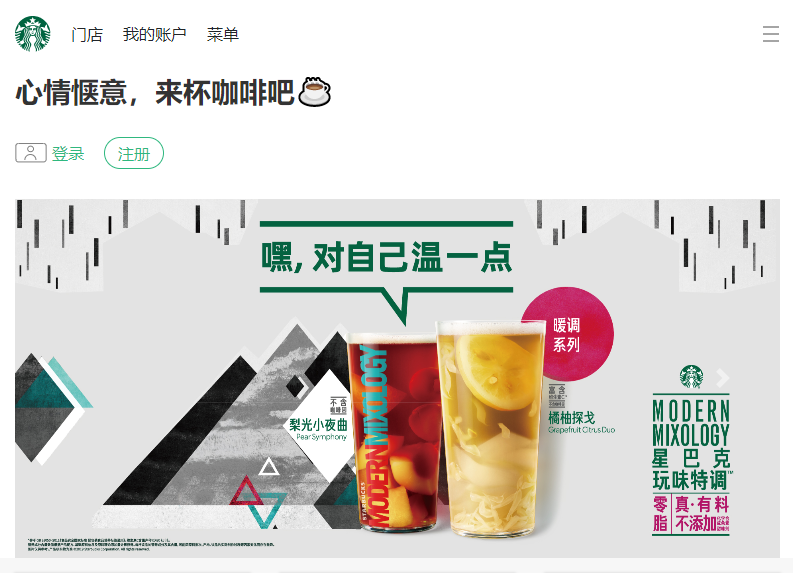 门店 我的账户 菜单
心情惬意，来杯咖啡吧☕
登录 注册
嘿, 对自己温一点
暖调
系列
不含
咖啡因
梨光小夜曲
Pear Symphony
MODERN MIXOLOGY
富含
橘柚探戈
Grapefruit Citrus Duo
MODERN
MIXOLOGY
星巴克
玩味特调™
零脂 真·有料
不添加